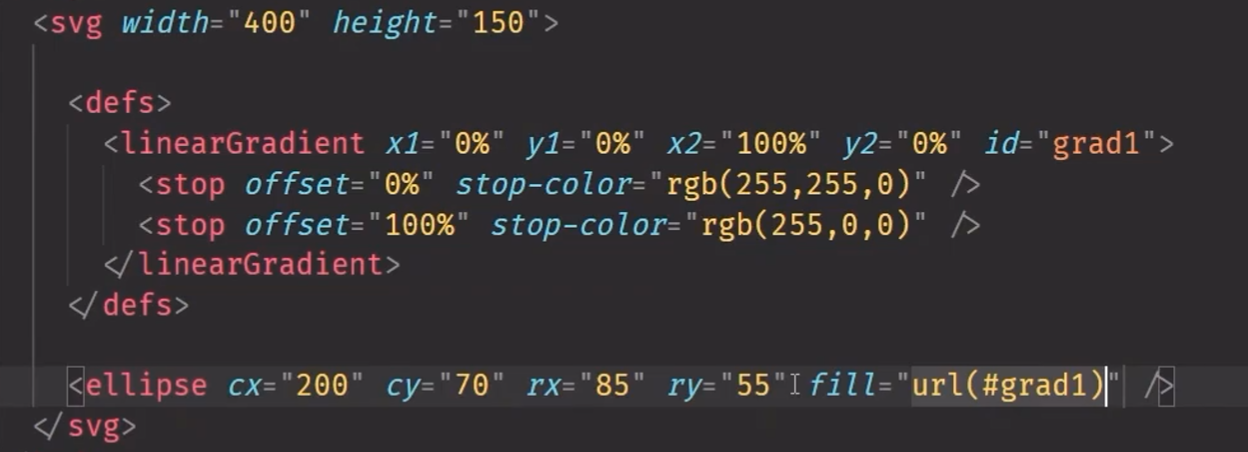 <svg width="400" height="150">
<defs>
<linearGradient x1="0%" y1="0%" x2="100%" y2="0%" id="grad1">
<stop offset="0%" stop-color="rgb(255,255,0)" />
<stop offset="100%" stop-color="rgb(255,0,0)" />
</linearGradient>
</defs>
<ellipse cx="200" cy="70" rx="85" ry="55" fill="url(#grad1)" />
</svg>